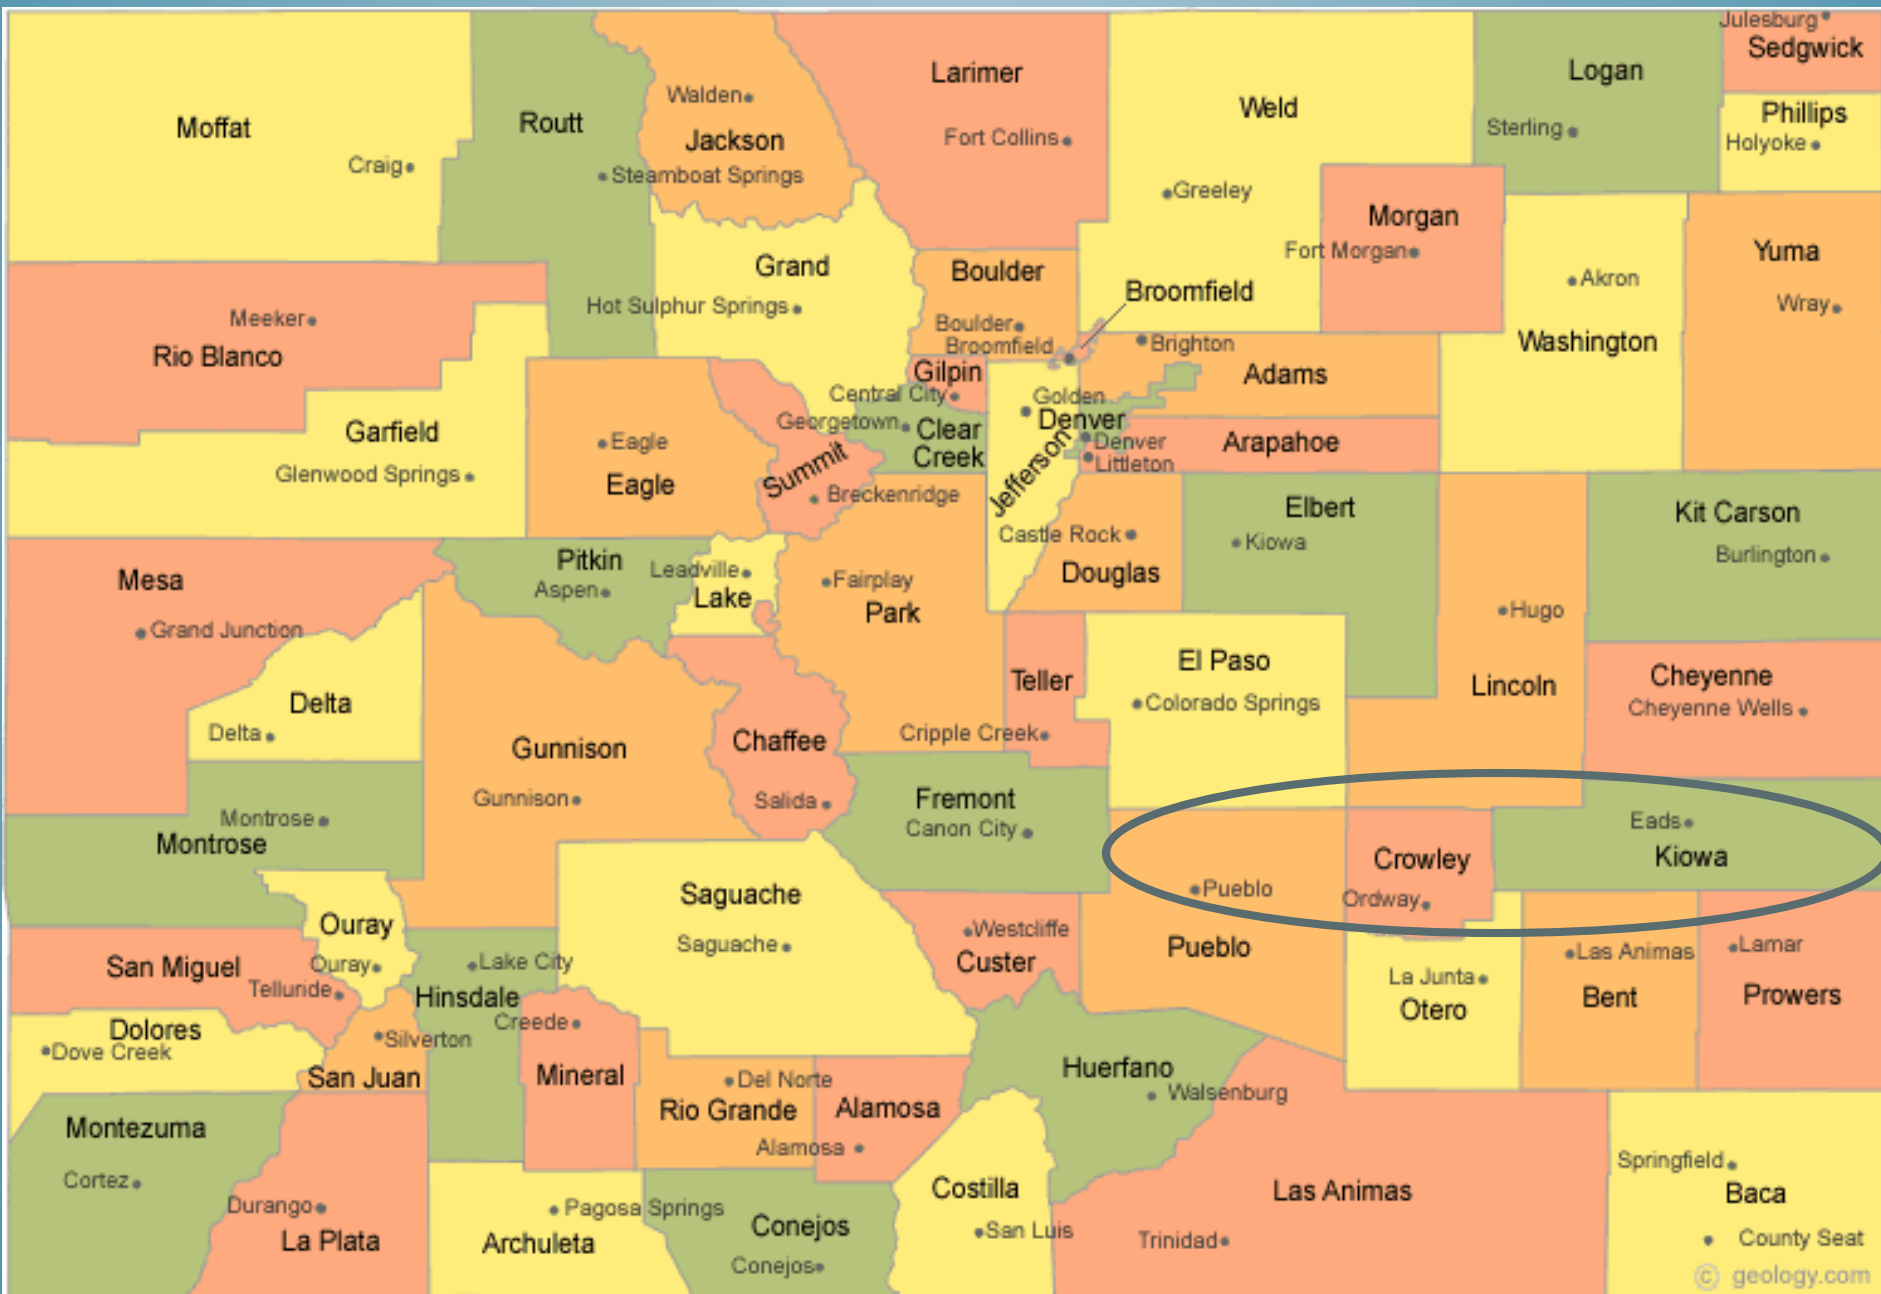 Julesburg
Sedgwick
Larimer
Logan
Walden
Weld
Phillips
Moffat
Routt
Jackson
Fort Collins
Sterling
Holyoke
Craig
Steamboat Springs
Greeley
Morgan
Fort Morgan
Yuma
Grand
Boulder
Broomfield
Akron
Hot Sulphur Springs
Wray
Meeker
Boulder
Broomfield
Brighton
Washington
Rio Blanco
Gilpin
Adams
Central City
Golden
Georgetown
Denver
Garfield
Clear
Creek
Eagle
Denver
Arapahoe
Glenwood Springs
Eagle
Summit
Littleton
Jefferson
Breckenridge
Elbert
Kit Carson
Castle Rock
Kiowa
Burlington
Pitkin
Leadville
Mesa
Aspen
Lake
Fairplay
Park
Douglas
Hugo
Grand Junction
El Paso
Teller
Lincoln
Cheyenne
Delta
Colorado Springs
Cheyenne Wells
Delta
Gunnison
Chaffee
Cripple Creek
Gunnison
Salida
Fremont
Canon City
Montrose
Montrose
Eads
Kiowa
Crowley
Saguache
Pueblo
Ordway
Ouray
Westcliffe
Pueblo
Saguache
San Miguel
Ouray
Lake City
Custer
Las Animas
Lamar
Telluride
Hinsdale
La Junta
Otero
Bent
Prowers
Dolores
Dove Creek
Silverton
Creede
San Juan
Mineral
Del Norte
Rio Grande
Alamosa
Alamosa
Huerfano
Walsenburg
Montezuma
Cortez
Springfield
Durango
La Plata
Pagosa Springs
Archuleta
Conejos
Conejos
Costilla
San Luis
Las Animas
Trinidad
Baca
County Seat
© geology.com